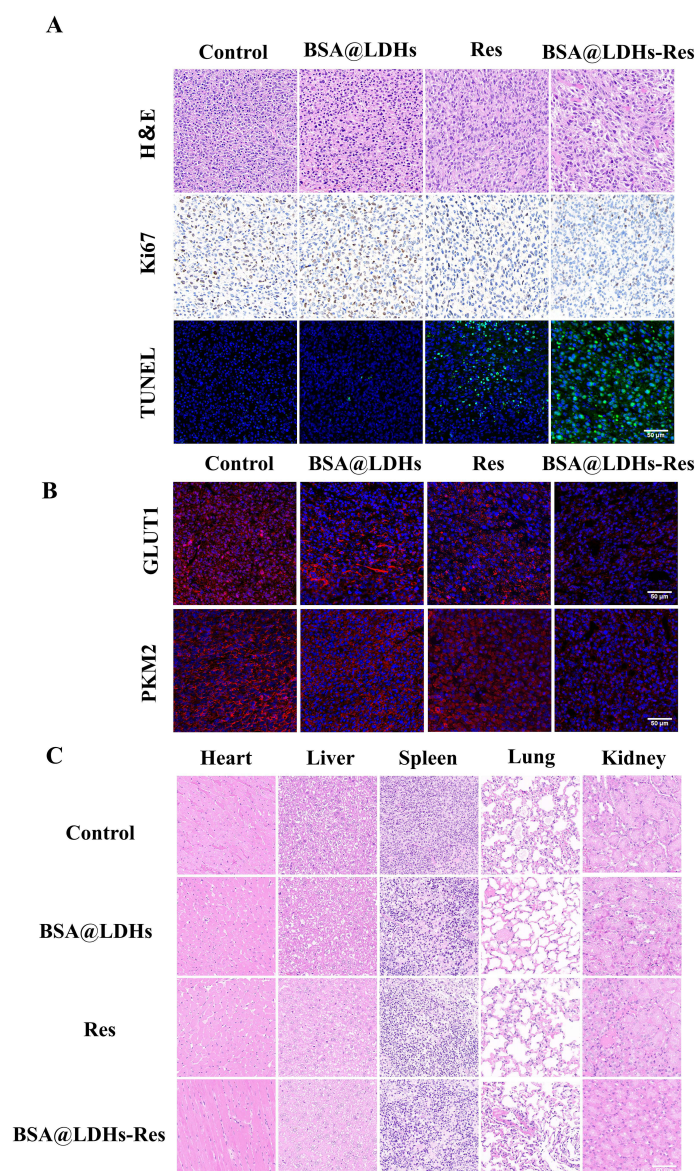 A
Control BSA@LDHs Res BSA@LDHs-Res
H&E
Ki67
TUNEL
50 μm
Control BSA@LDHs Res BSA@LDHs-Res
B
GLUT1
50 μm
PKM2
50 μm
C
Heart Liver Spleen Lung Kidney
Control
BSA@LDHs
Res
BSA@LDHs-Res